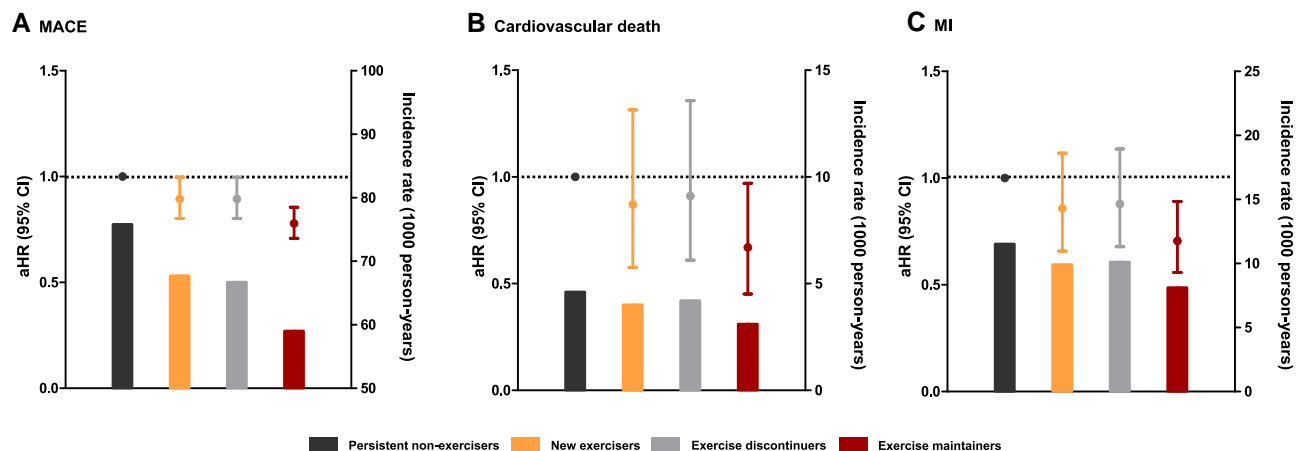 A MACE
1.5
1.0
0.5
0.0
aHR (95% CI)
100
90
80
70
60
50
Incidence rate (1000 person-years)
B Cardiovascular death
1.5
1.0
0.5
0.0
aHR (95% CI)
15
10
5
0
Incidence rate (1000 person-years)
C MI
1.5
1.0
0.5
0.0
aHR (95% CI)
25
20
15
10
5
0
Incidence rate (1000 person-years)
Persistent non-exercisers New exercisers Exercise discontinuers Exercise maintainers